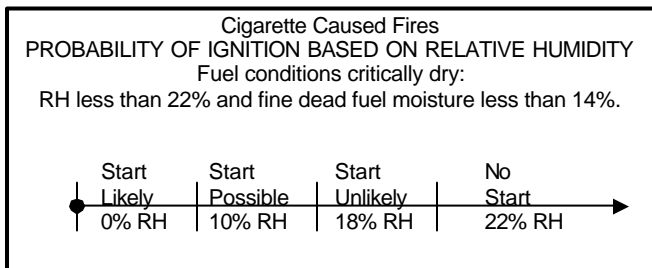 Cigarette Caused Fires
PROBABILITY OF IGNITION BASED ON RELATIVE HUMIDITY
Fuel conditions critically dry:
RH less than 22% and fine dead fuel moisture less than 14%.
Start Start Start No
Likely Possible Unlikely Start
0% RH 10% RH 18% RH 22% RH